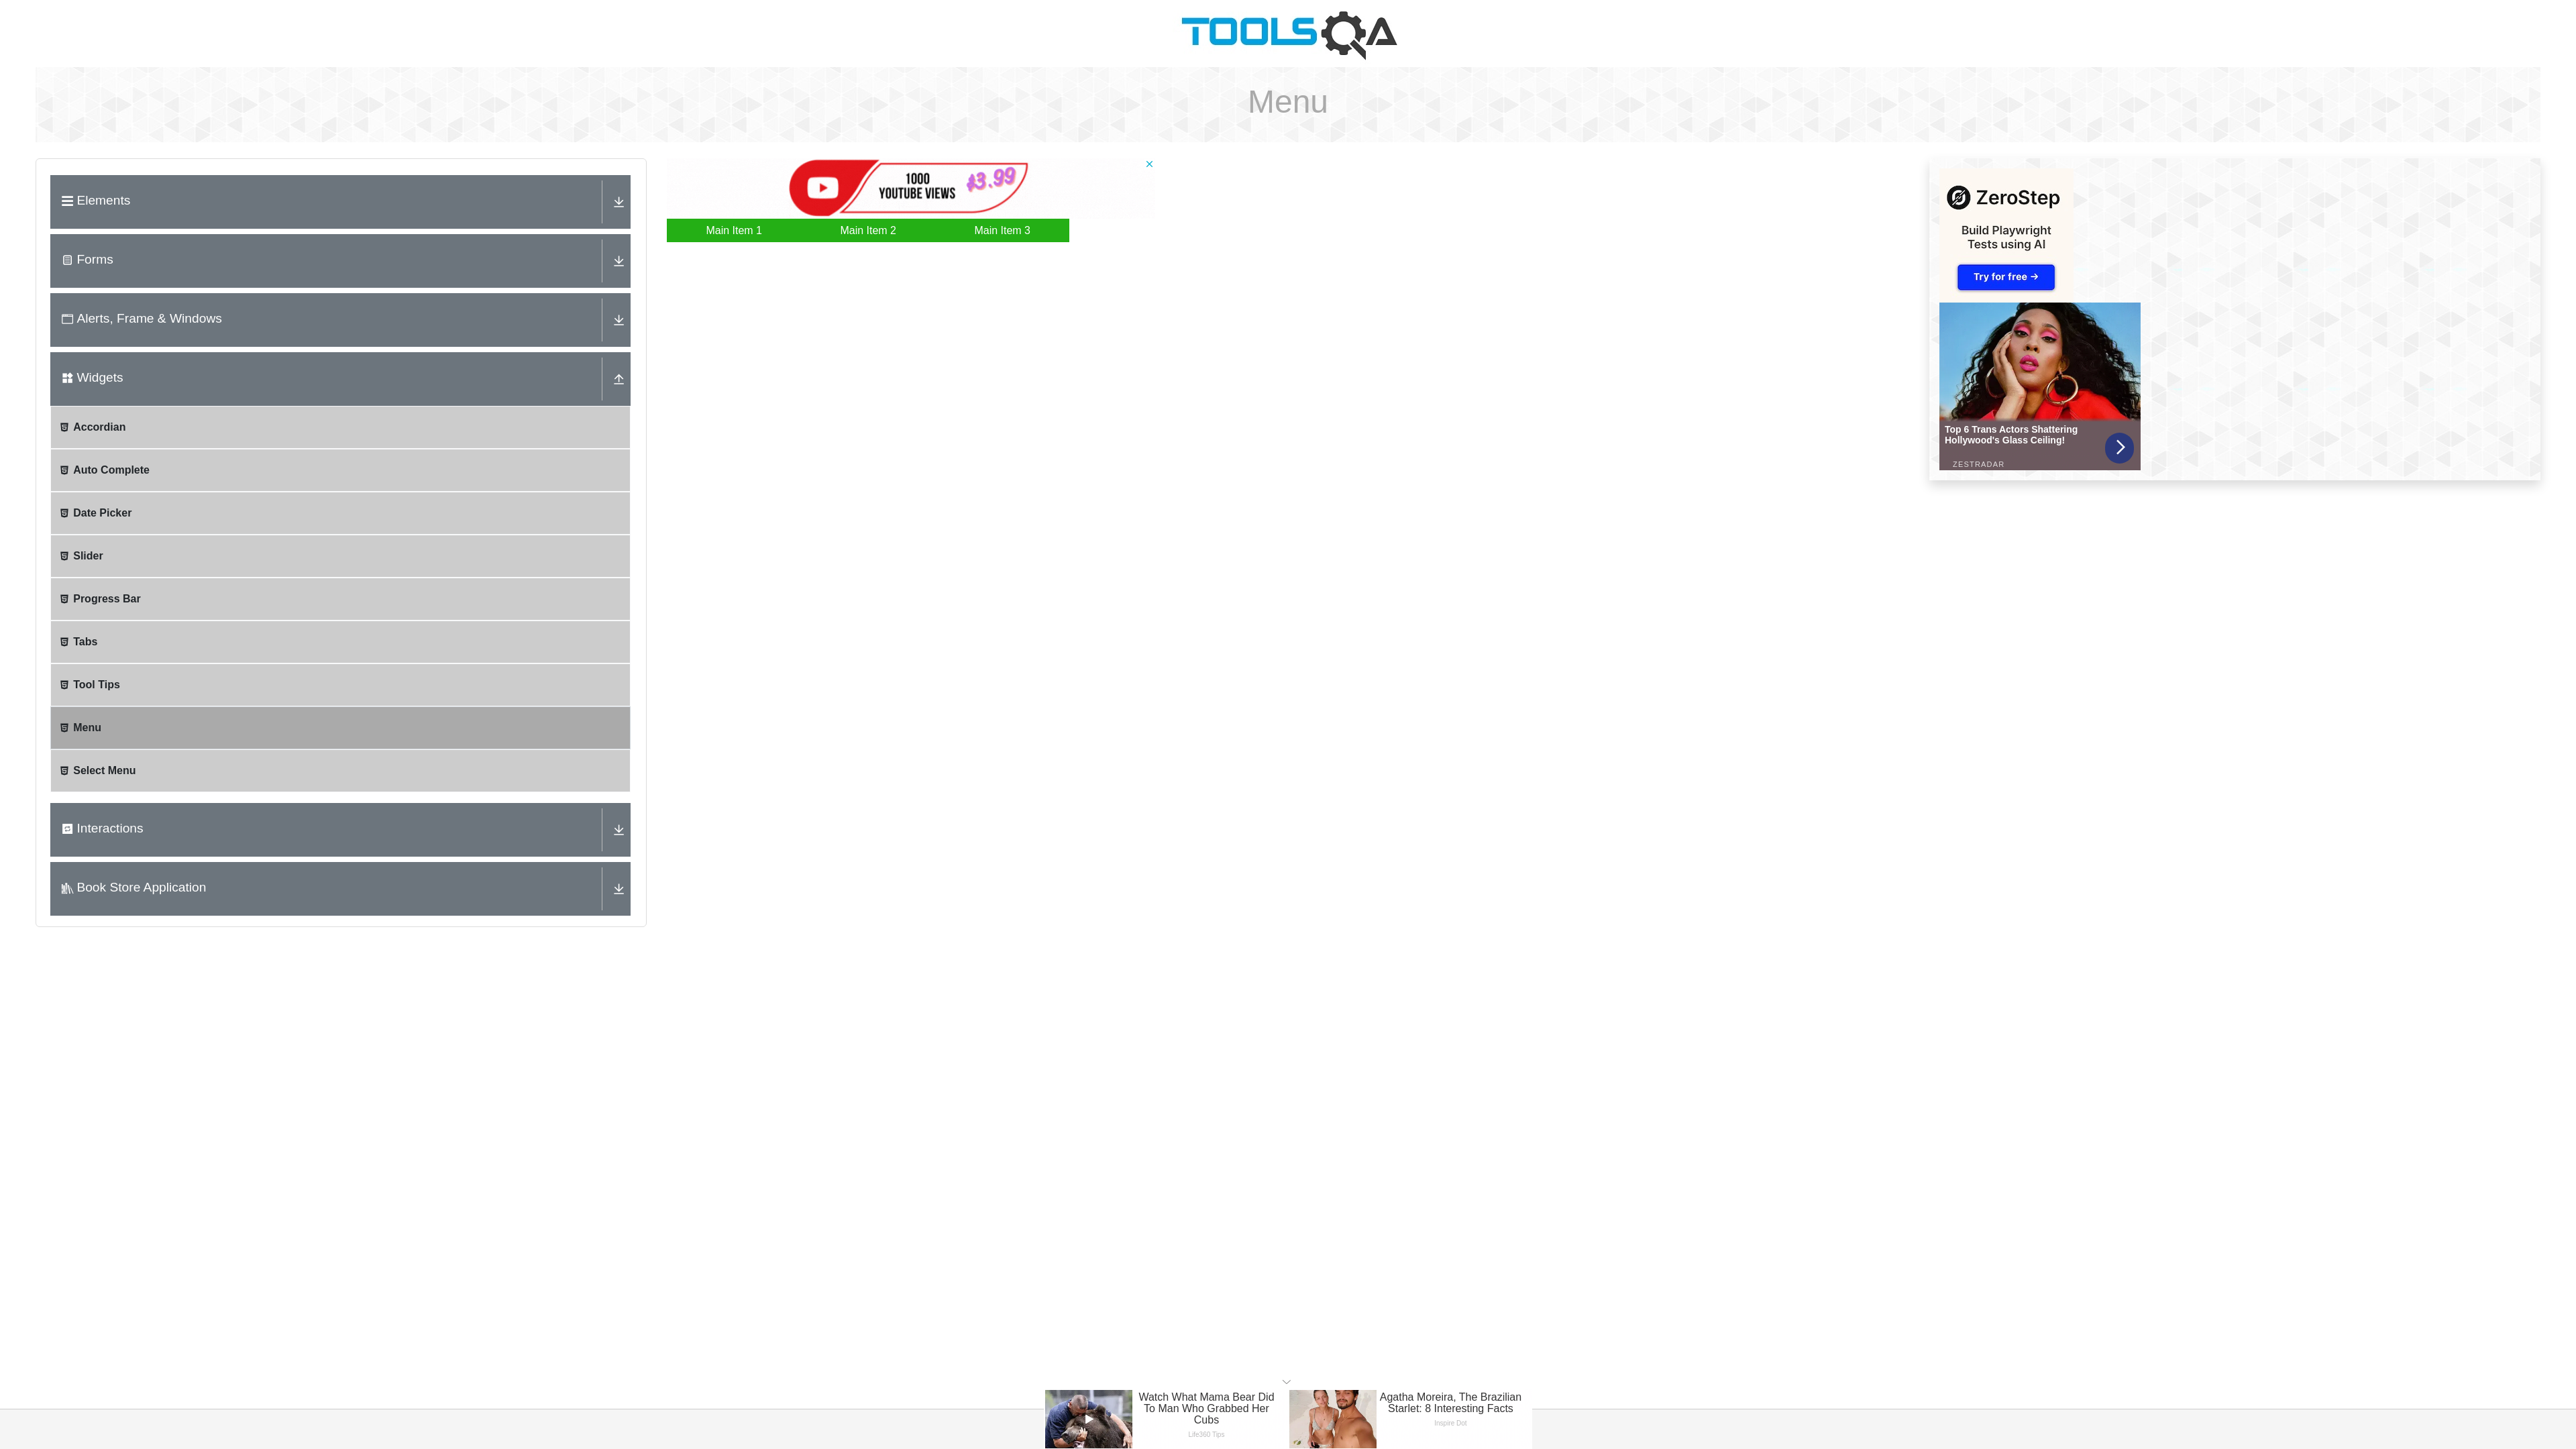 TOOLSQA
Menu
Elements
Forms
Alerts, Frame & Windows
Widgets
Accordian
Auto Complete
Date Picker
Slider
Progress Bar
Tabs
Tool Tips
Menu
Select Menu
Interactions
Book Store Application
1000
YOUTUBE VIEWS
$3.99
Main Item 1
Main Item 2
Main Item 3
ZeroStep
Build Playwright
Tests using AI
Try for free →
Top 6 Trans Actors Shattering
Hollywood's Glass Ceiling!
ZESTRADAR
Watch What Mama Bear Did
To Man Who Grabbed Her
Cubs
Life360 Tips
Agatha Moreira, The Brazilian
Starlet: 8 Interesting Facts
Inspire Dot